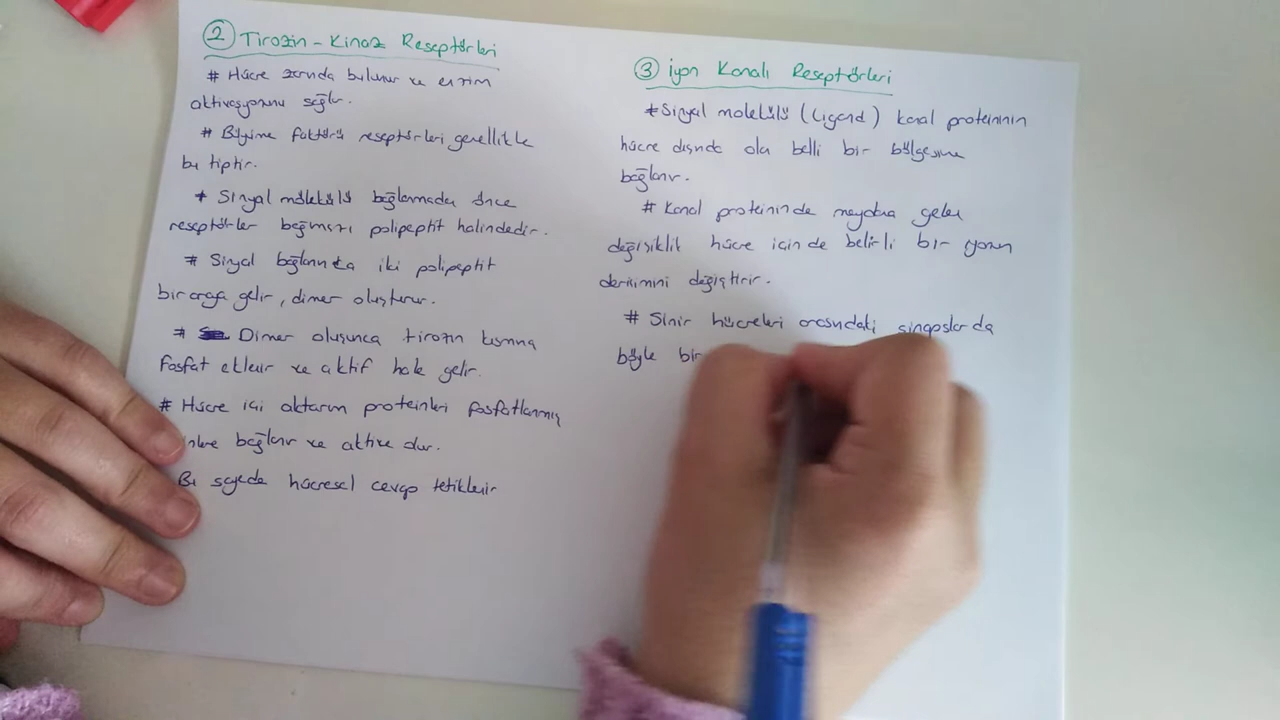 ② Tirozin - Kinaz Reseptörleri
# Hücre zarında bulunur ve enzim
aktivasyonunu sağlar.
# Büyüme faktörü reseptörleri genellikle
bu tiptir.
# Sinyal molekülü bağlanmadan önce
reseptörler bağımsız polipeptit halindedir.
# Sinyal bağlanınca iki polipeptit
bir araya gelir, dimer oluşturur.
# Dimer oluşunca tirozin kısmına
fosfat eklenir ve aktif hale gelir.
# Hücre içi aktarım proteinleri fosfatlanmış
bağlanır ve aktive olur.
Bu sayede hücresel cevap tetiklenir
③ İyon Kanalı Reseptörleri
# Sinyal molekülü (Ligand) kanal proteininin
hücre dışında olan belli bir bölgesine
bağlanır.
# Kanal proteininde meydana gelen
değişiklik hücre içinde belirli bir iyonun
derişimini değiştirir.
# Sinir hücreleri arasındaki sinapslarda
böyle bir